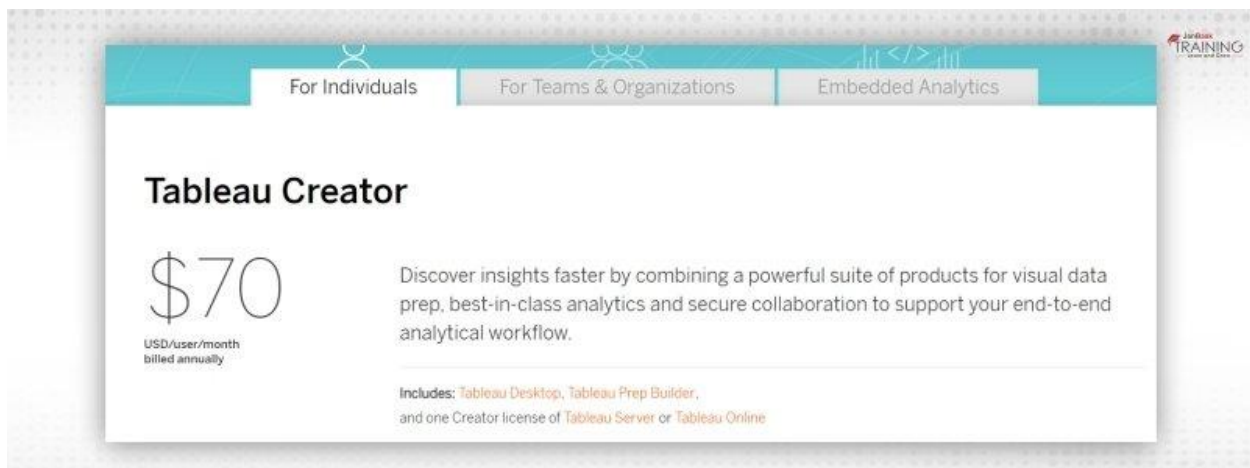 JanBask
TRAINING
For Individuals
For Teams & Organizations
Embedded Analytics
Tableau Creator
$70
USD/user/month
billed annually
Discover insights faster by combining a powerful suite of products for visual data
prep, best-in-class analytics and secure collaboration to support your end-to-end
analytical workflow.
Includes: Tableau Desktop, Tableau Prep Builder,
and one Creator license of Tableau Server or Tableau Online